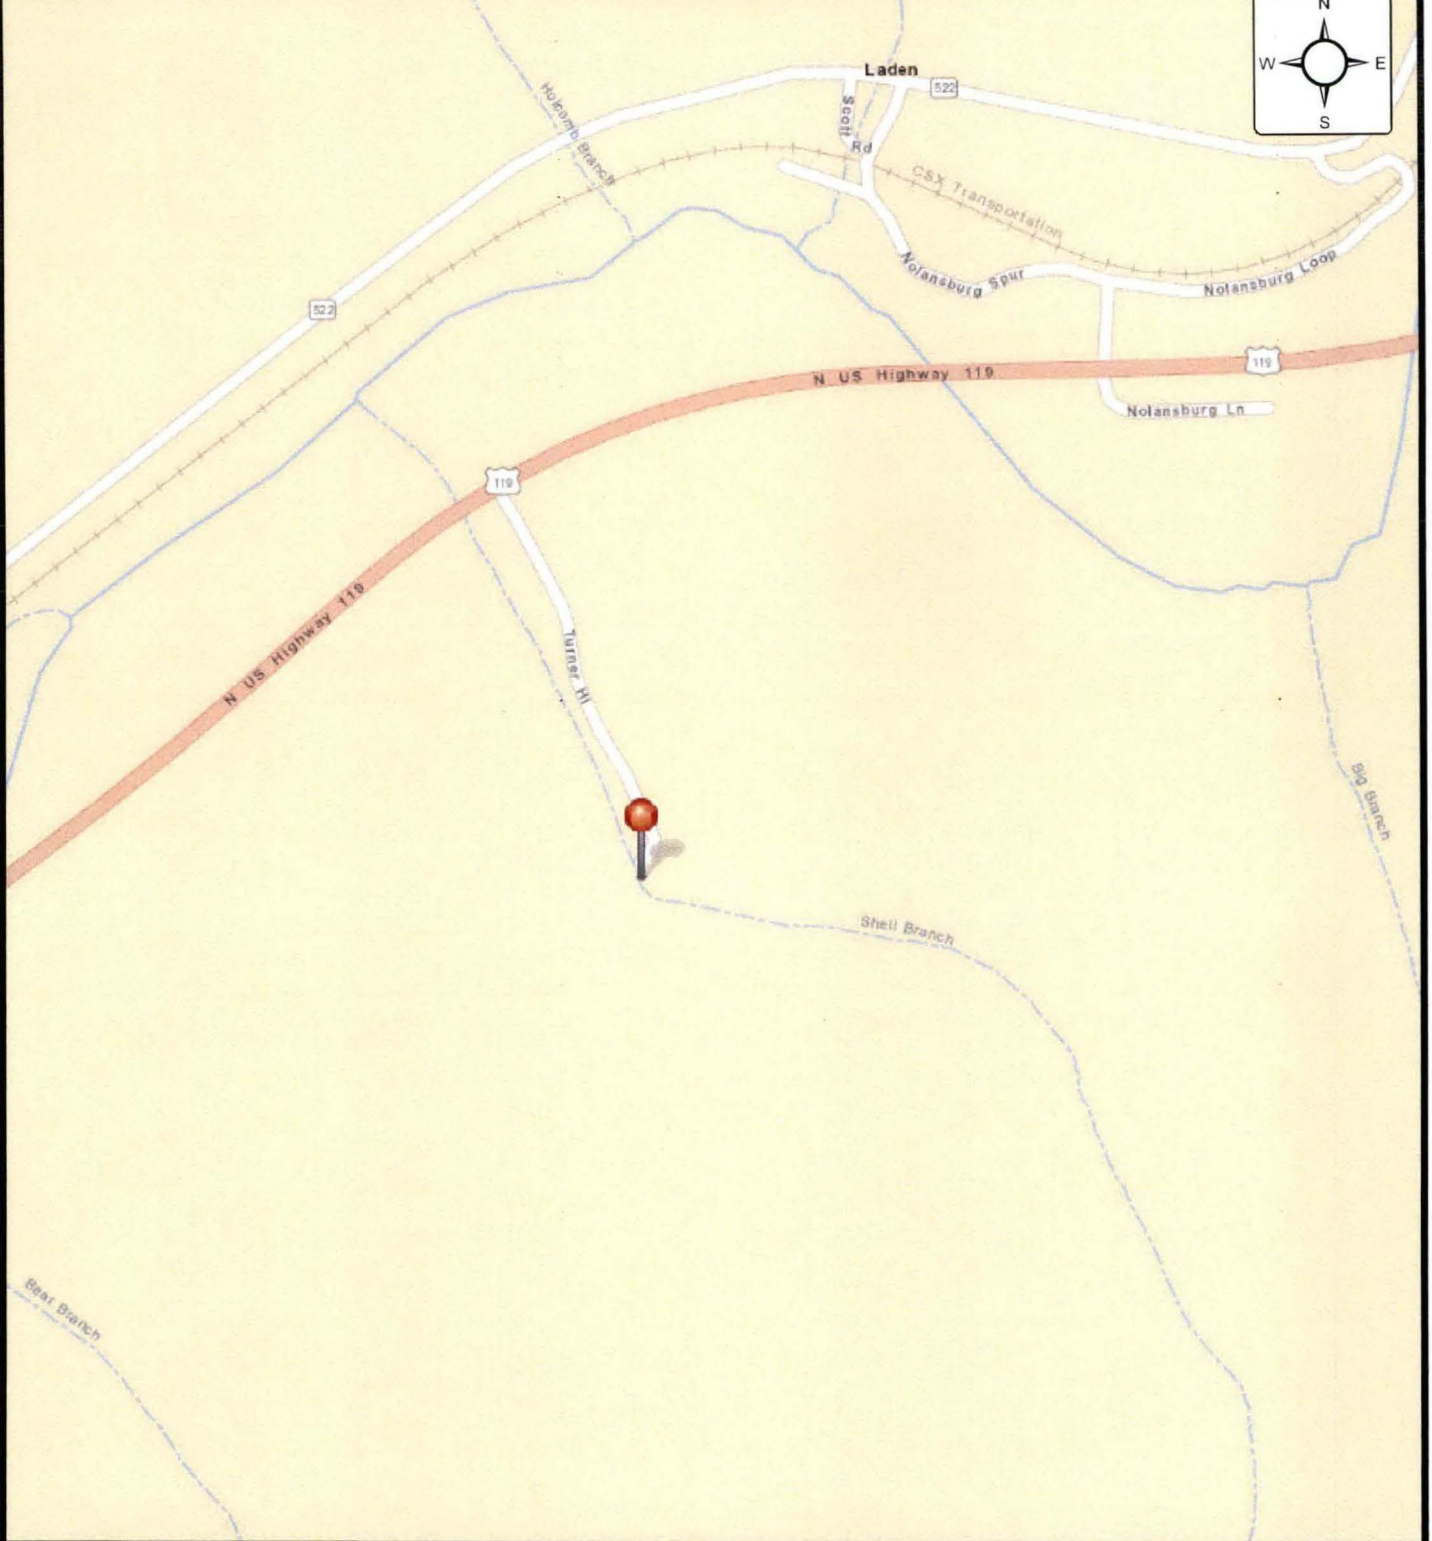 N
W E
S
Laden
522
Holcomb Branch
Scott
Rd
CSX Transportation
Nolansburg Spur
Nolansburg Loop
522
119
N US Highway 119
Nolansburg Ln
119
N US Highway 119
Turner Hl
Big Branch
Shell Branch
Bear Branch